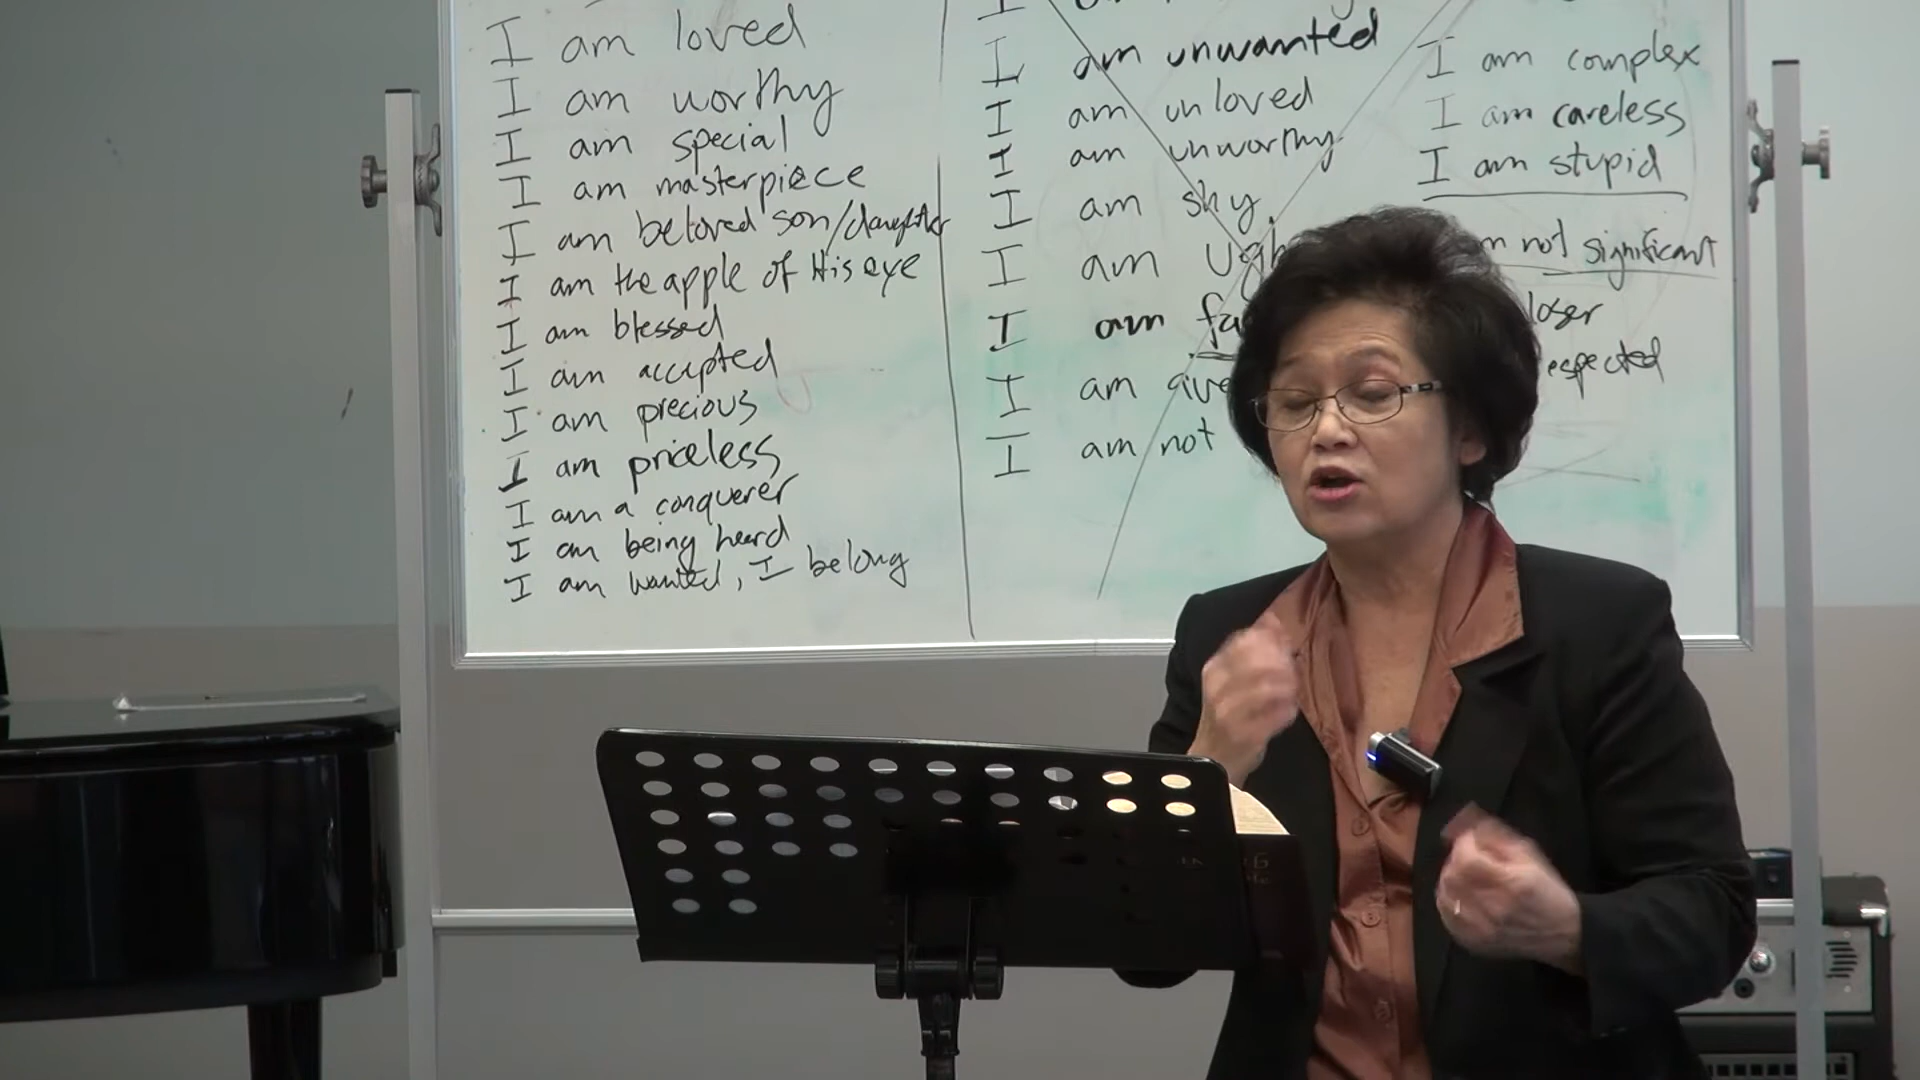 I am loved
I am worthy
I am special
I am masterpiece
I am beloved son/daughter
I am the apple of His eye
I am blessed
I am accepted
I am precious
I am priceless
I am a conquerer
I am being heard
I am wanted, I belong
I am unwanted
I am unloved
I am unworthy
I am shy
I am
I am
I am
I am not
I am complex
I am careless
I am stupid
not significant
loser